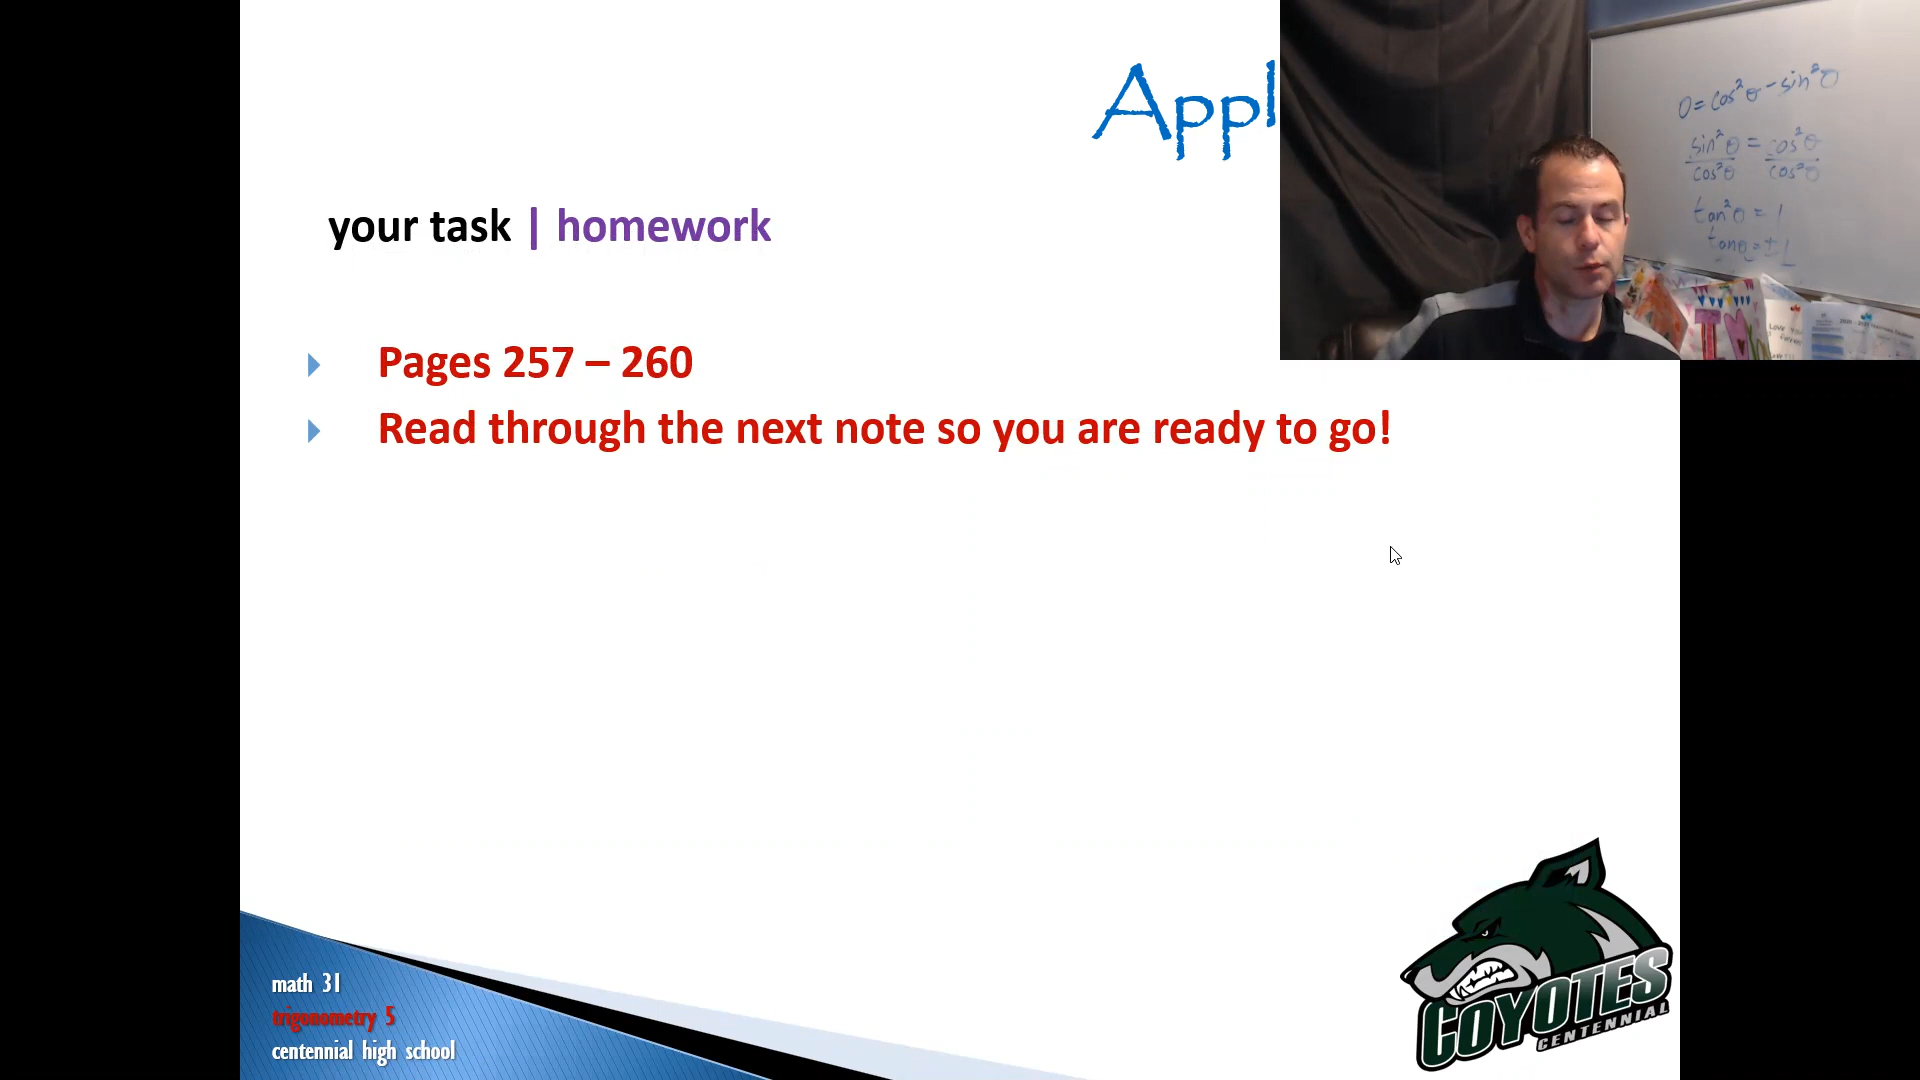 Appl
your task | homework
Pages 257 – 260
Read through the next note so you are ready to go!
0 = cos²θ - sin²θ
sin²θ = cos²θ
cos²θ cos²θ
tan²θ = 1
tanθ = ±1
Love You
math 31
trigonometry 5
centennial high school
COYOTES
CENTENNIAL